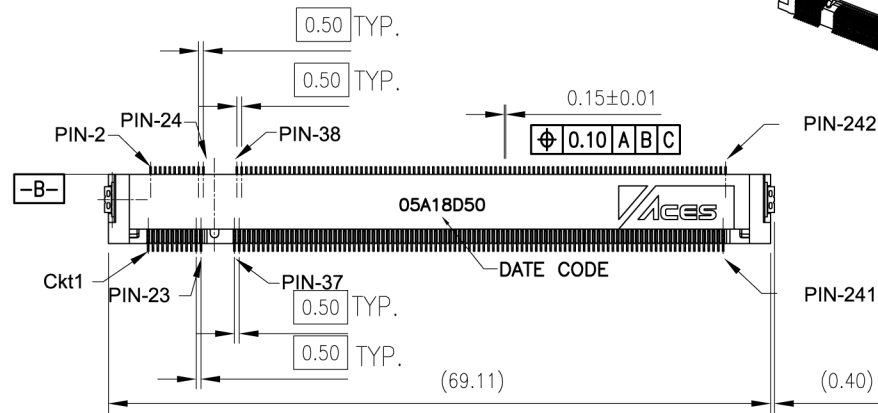 0.50 TYP.
0.50 TYP.
0.15±0.01
PIN-24
PIN-2
PIN-38
⌖ 0.10 A B C
PIN-242
-B-
05A18D50
ACES
Ckt1
PIN-23
PIN-37
DATE CODE
PIN-241
0.50 TYP.
0.50 TYP.
(69.11)
(0.40)